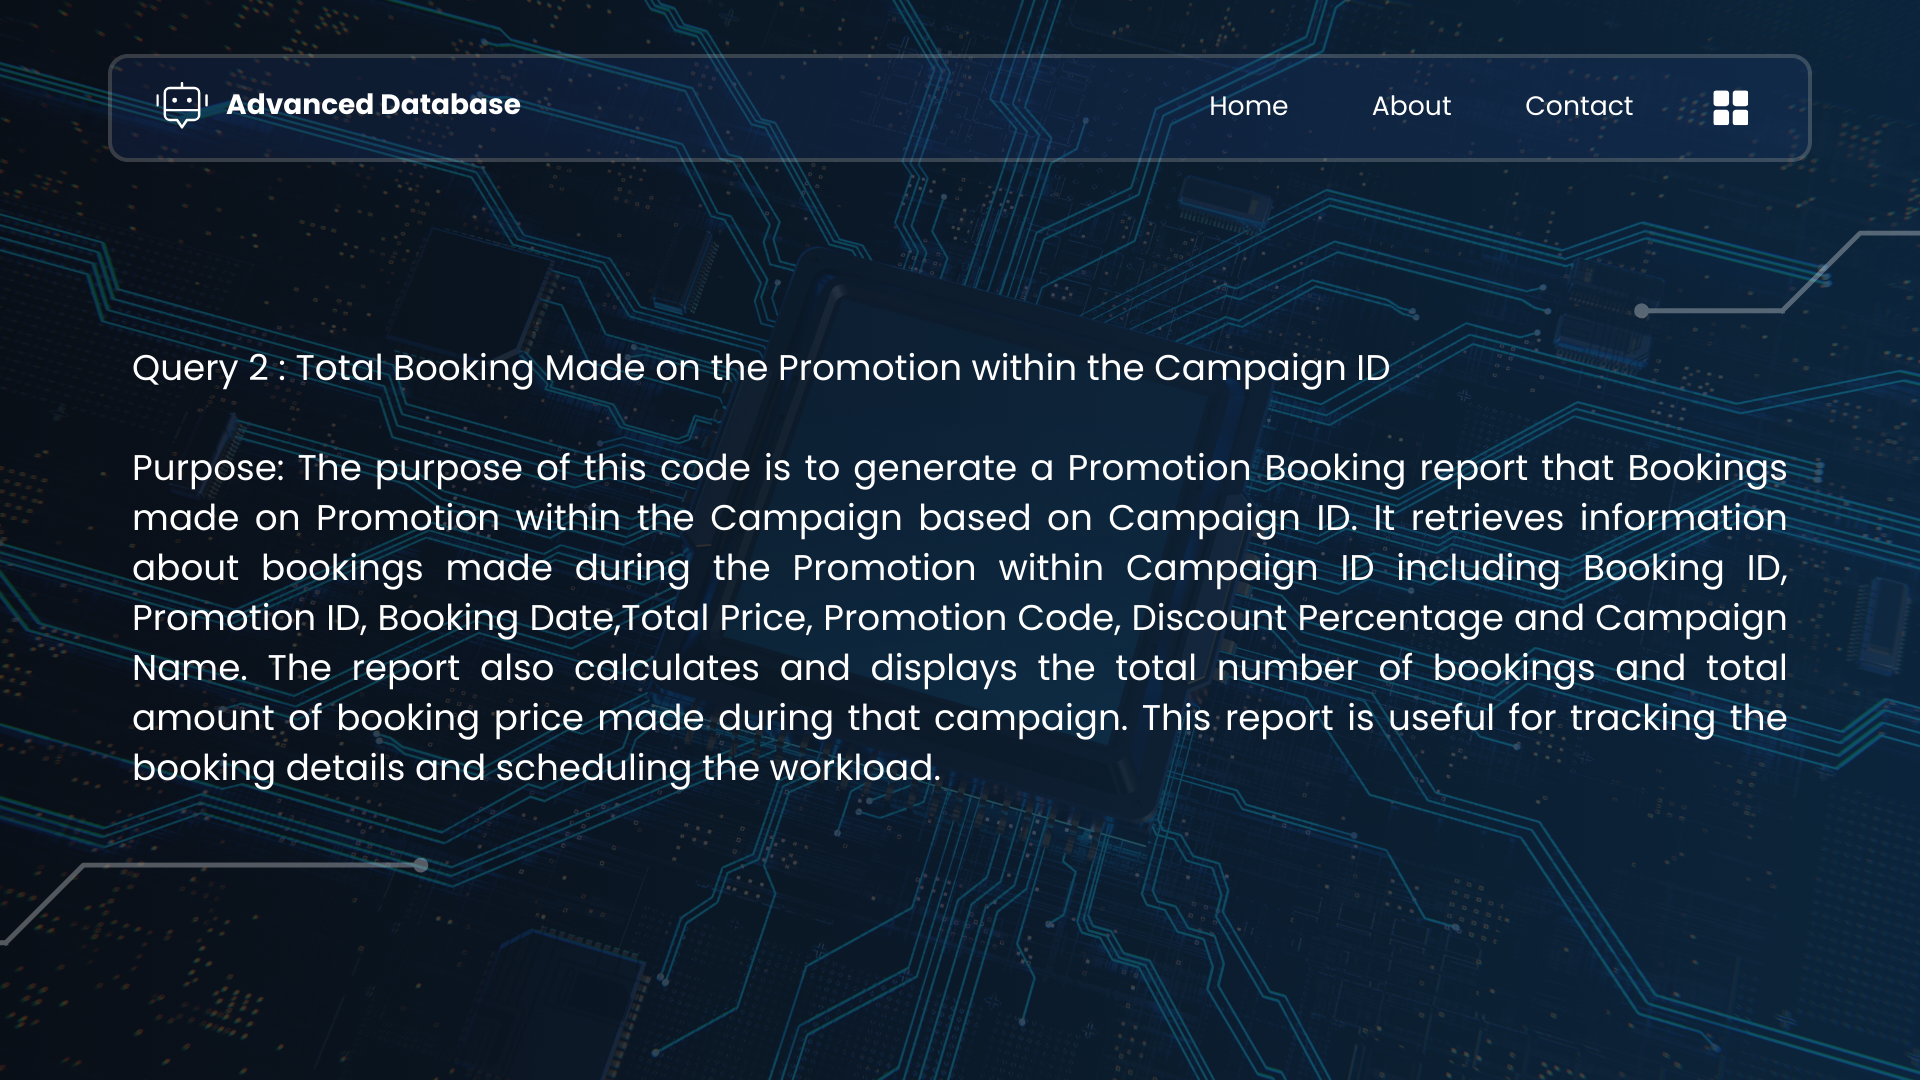 Advanced Database
Home
About
Contact
Query 2 : Total Booking Made on the Promotion within the Campaign ID
Purpose: The purpose of this code is to generate a Promotion Booking report that Bookings
made on Promotion within the Campaign based on Campaign ID. It retrieves information
about bookings made during the Promotion within Campaign ID including Booking ID,
Promotion ID, Booking Date,Total Price, Promotion Code, Discount Percentage and Campaign
Name. The report also calculates and displays the total number of bookings and total
amount of booking price made during that campaign. This report is useful for tracking the
booking details and scheduling the workload.